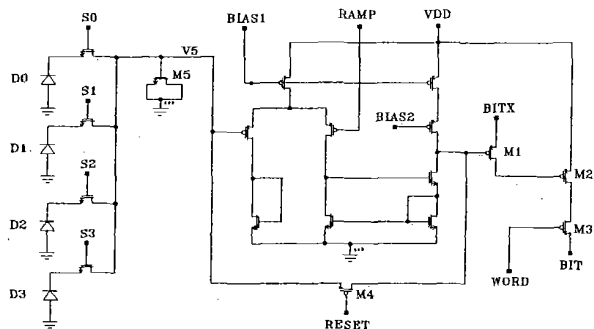 S0
BIAS1
RAMP
VDD
D0
V5
M5
S1
D1
BIAS2
BITX
M1
S2
M2
D2
M3
S3
WORD
BIT
D3
M4
RESET